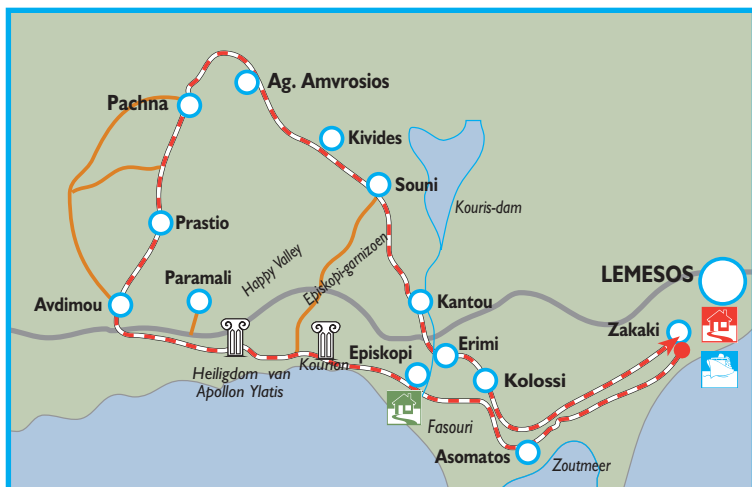 Ag. Amvrosios
Pachna
Kivides
Souni
Kouris-dam
Prastio
Happy Valley
Episkopi-garnizoen
Paramali
LEMESOS
Avdimou
Kantou
Zakaki
Erimi
Episkopi
Kourion
Heiligdom van
Apollon Ylatis
Kolossi
Fasouri
Asomatos
Zoutmeer